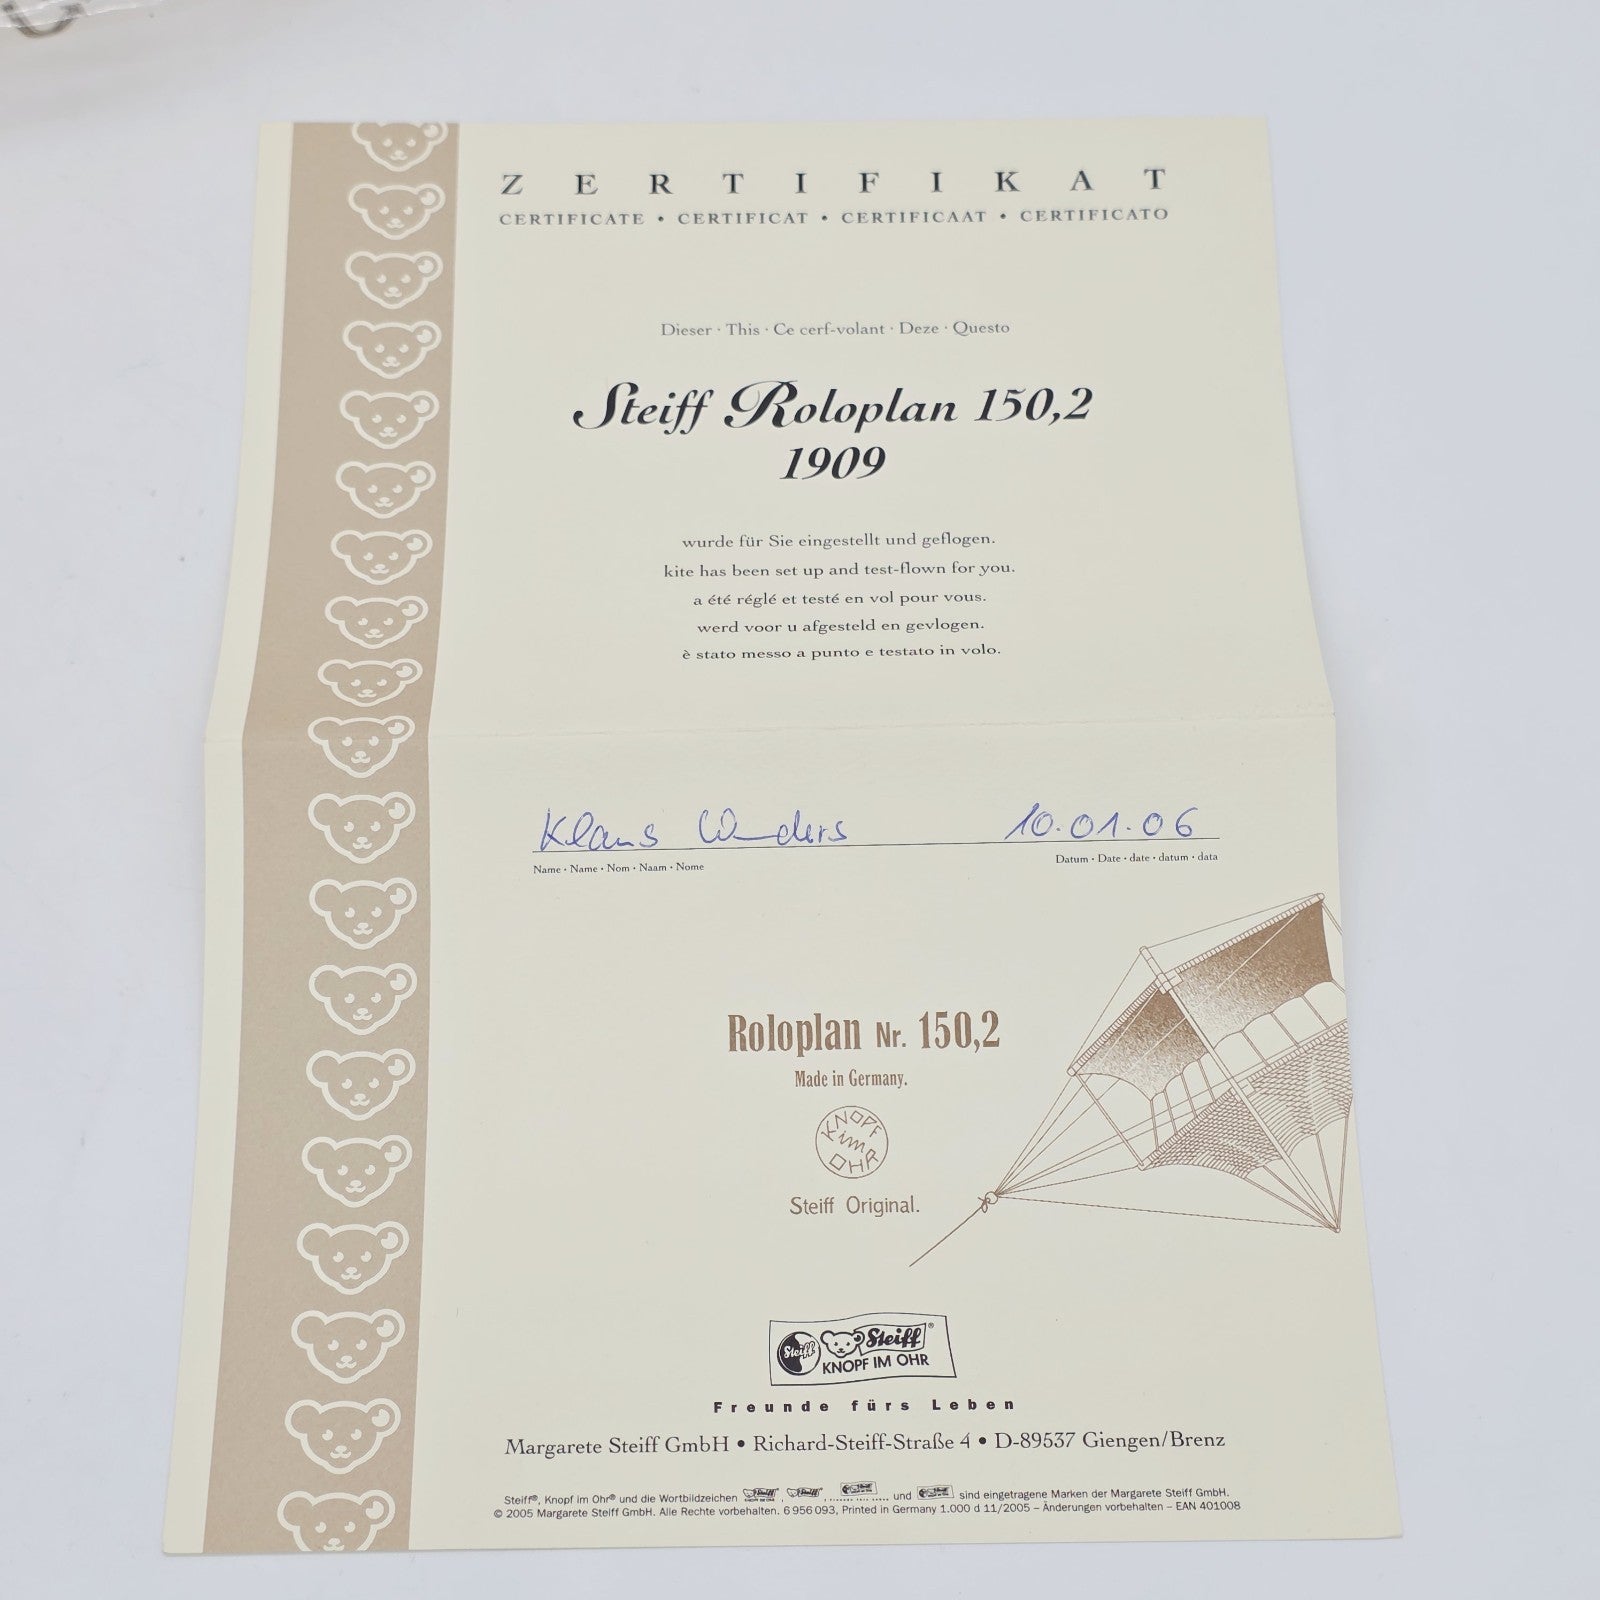 ZERTIFIKAT
CERTIFICATE • CERTIFICAT • CERTIFICAAT • CERTIFICATO
Dieser · This · Ce cerf-volant · Deze · Questo
Steiff Roloplan 150,2
1909
wurde für Sie eingestellt und geflogen.
kite has been set up and test-flown for you.
a été réglé et testé en vol pour vous.
werd voor u afgesteld en gevlogen.
è stato messo a punto e testato in volo.
Klaus 10.01.06
Name • Name • Nom • Naam • Nome Datum • Date • date • datum • data
Roloplan Nr. 150,2
Made in Germany.
KNOPF
im
OHR
Steiff Original.
Steiff Steiff®
KNOPF IM OHR
Freunde fürs Leben
Margarete Steiff GmbH • Richard-Steiff-Straße 4 • D-89537 Giengen/Brenz
Steiff®, Knopf im Ohr® und die Wortbildzeichen , , und sind eingetragene Marken der Margarete Steiff GmbH.
© 2005 Margarete Steiff GmbH. Alle Rechte vorbehalten. 6 956 093, Printed in Germany 1.000 d 11/2005 – Änderungen vorbehalten – EAN 401008